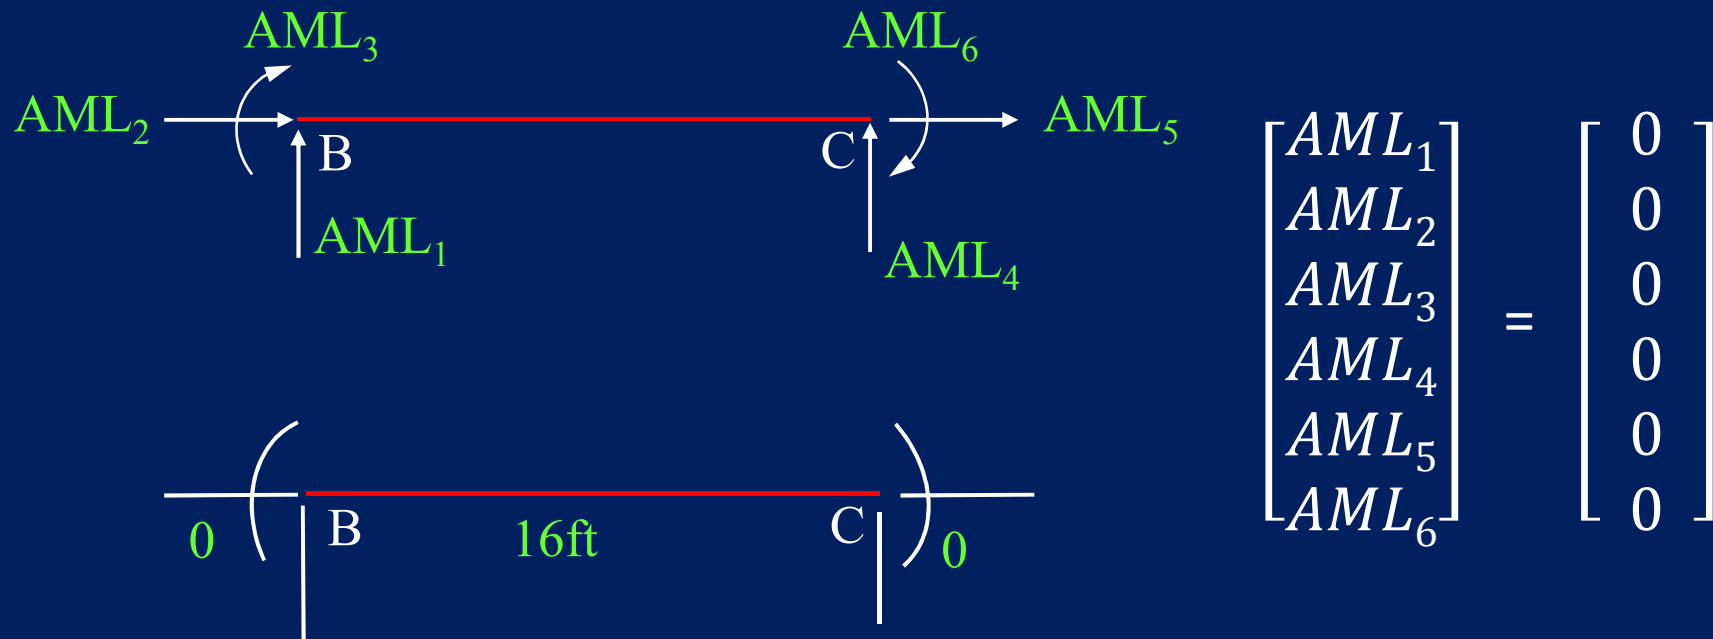 AML₃
AML₆
AML₂
AML₅
B
C
AML₁
AML₄
0
B
16ft
C
0
[AML₁ AML₂ AML₃ AML₄ AML₅ AML₆] = [0 0 0 0 0 0]